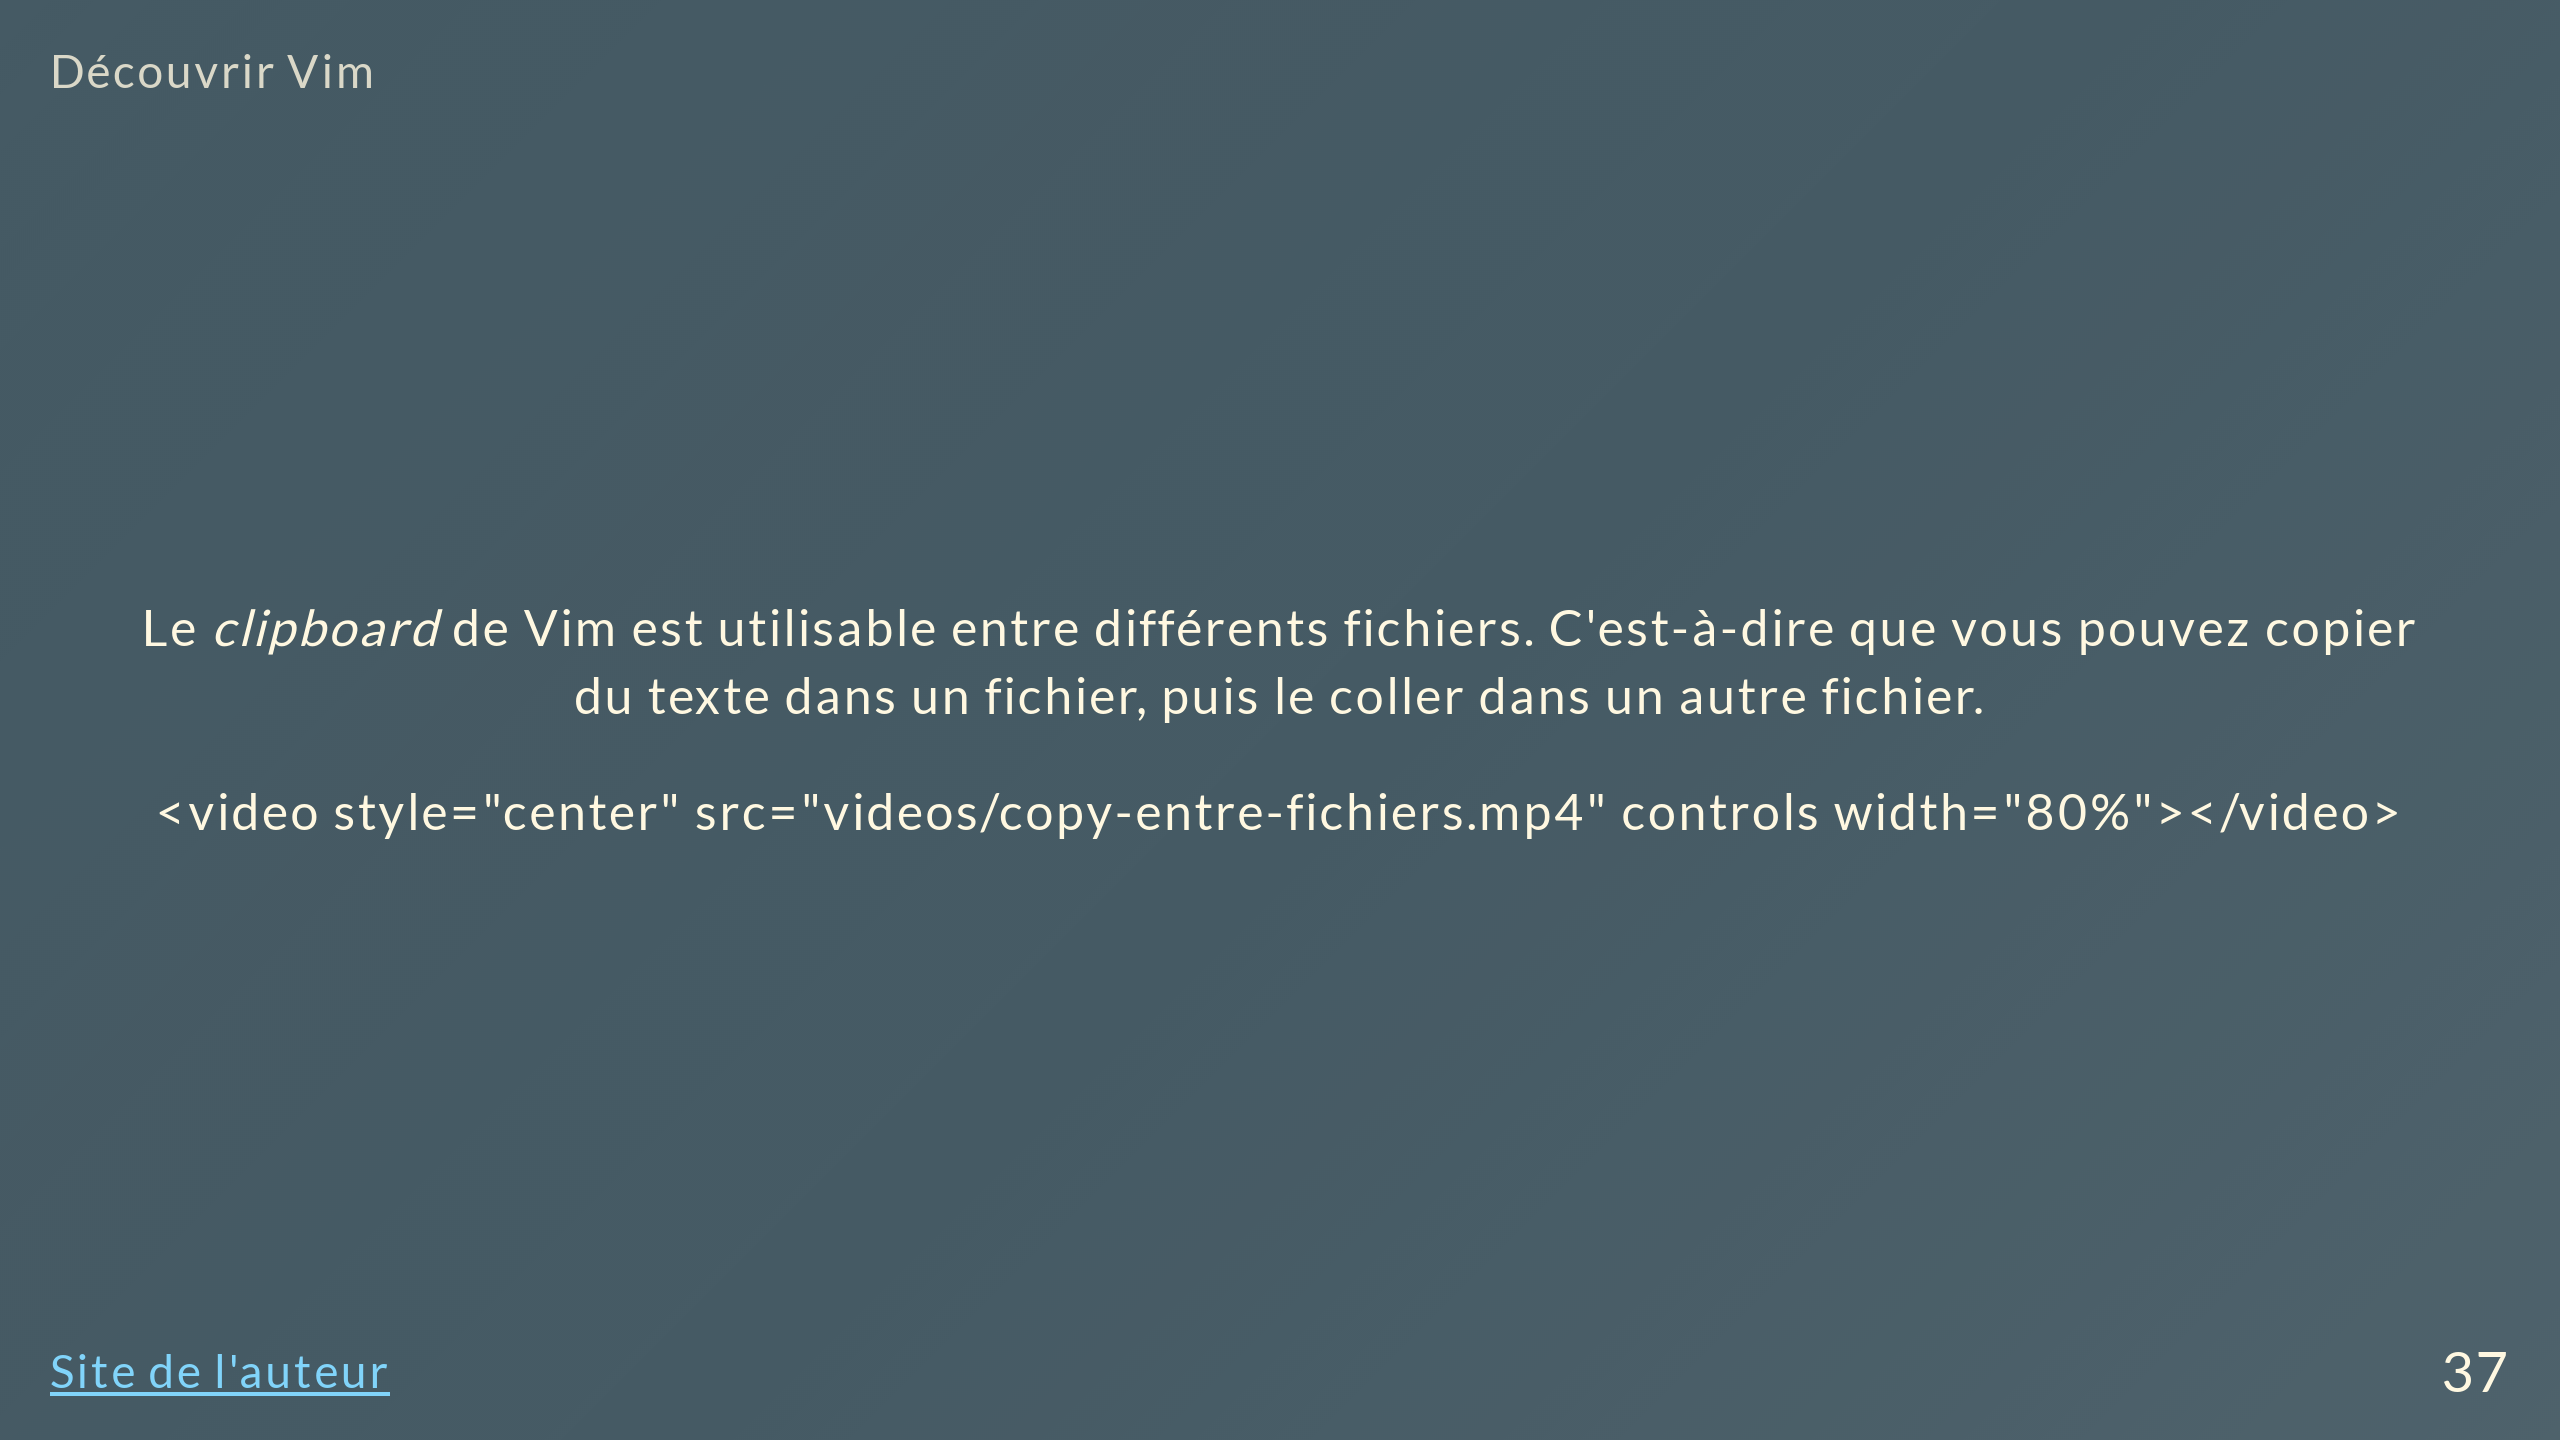 Découvrir Vim
Le clipboard de Vim est utilisable entre différents fichiers. C'est-à-dire que vous pouvez copier
du texte dans un fichier, puis le coller dans un autre fichier.
<video style="center" src="videos/copy-entre-fichiers.mp4" controls width="80%"></video>
Site de l'auteur
37